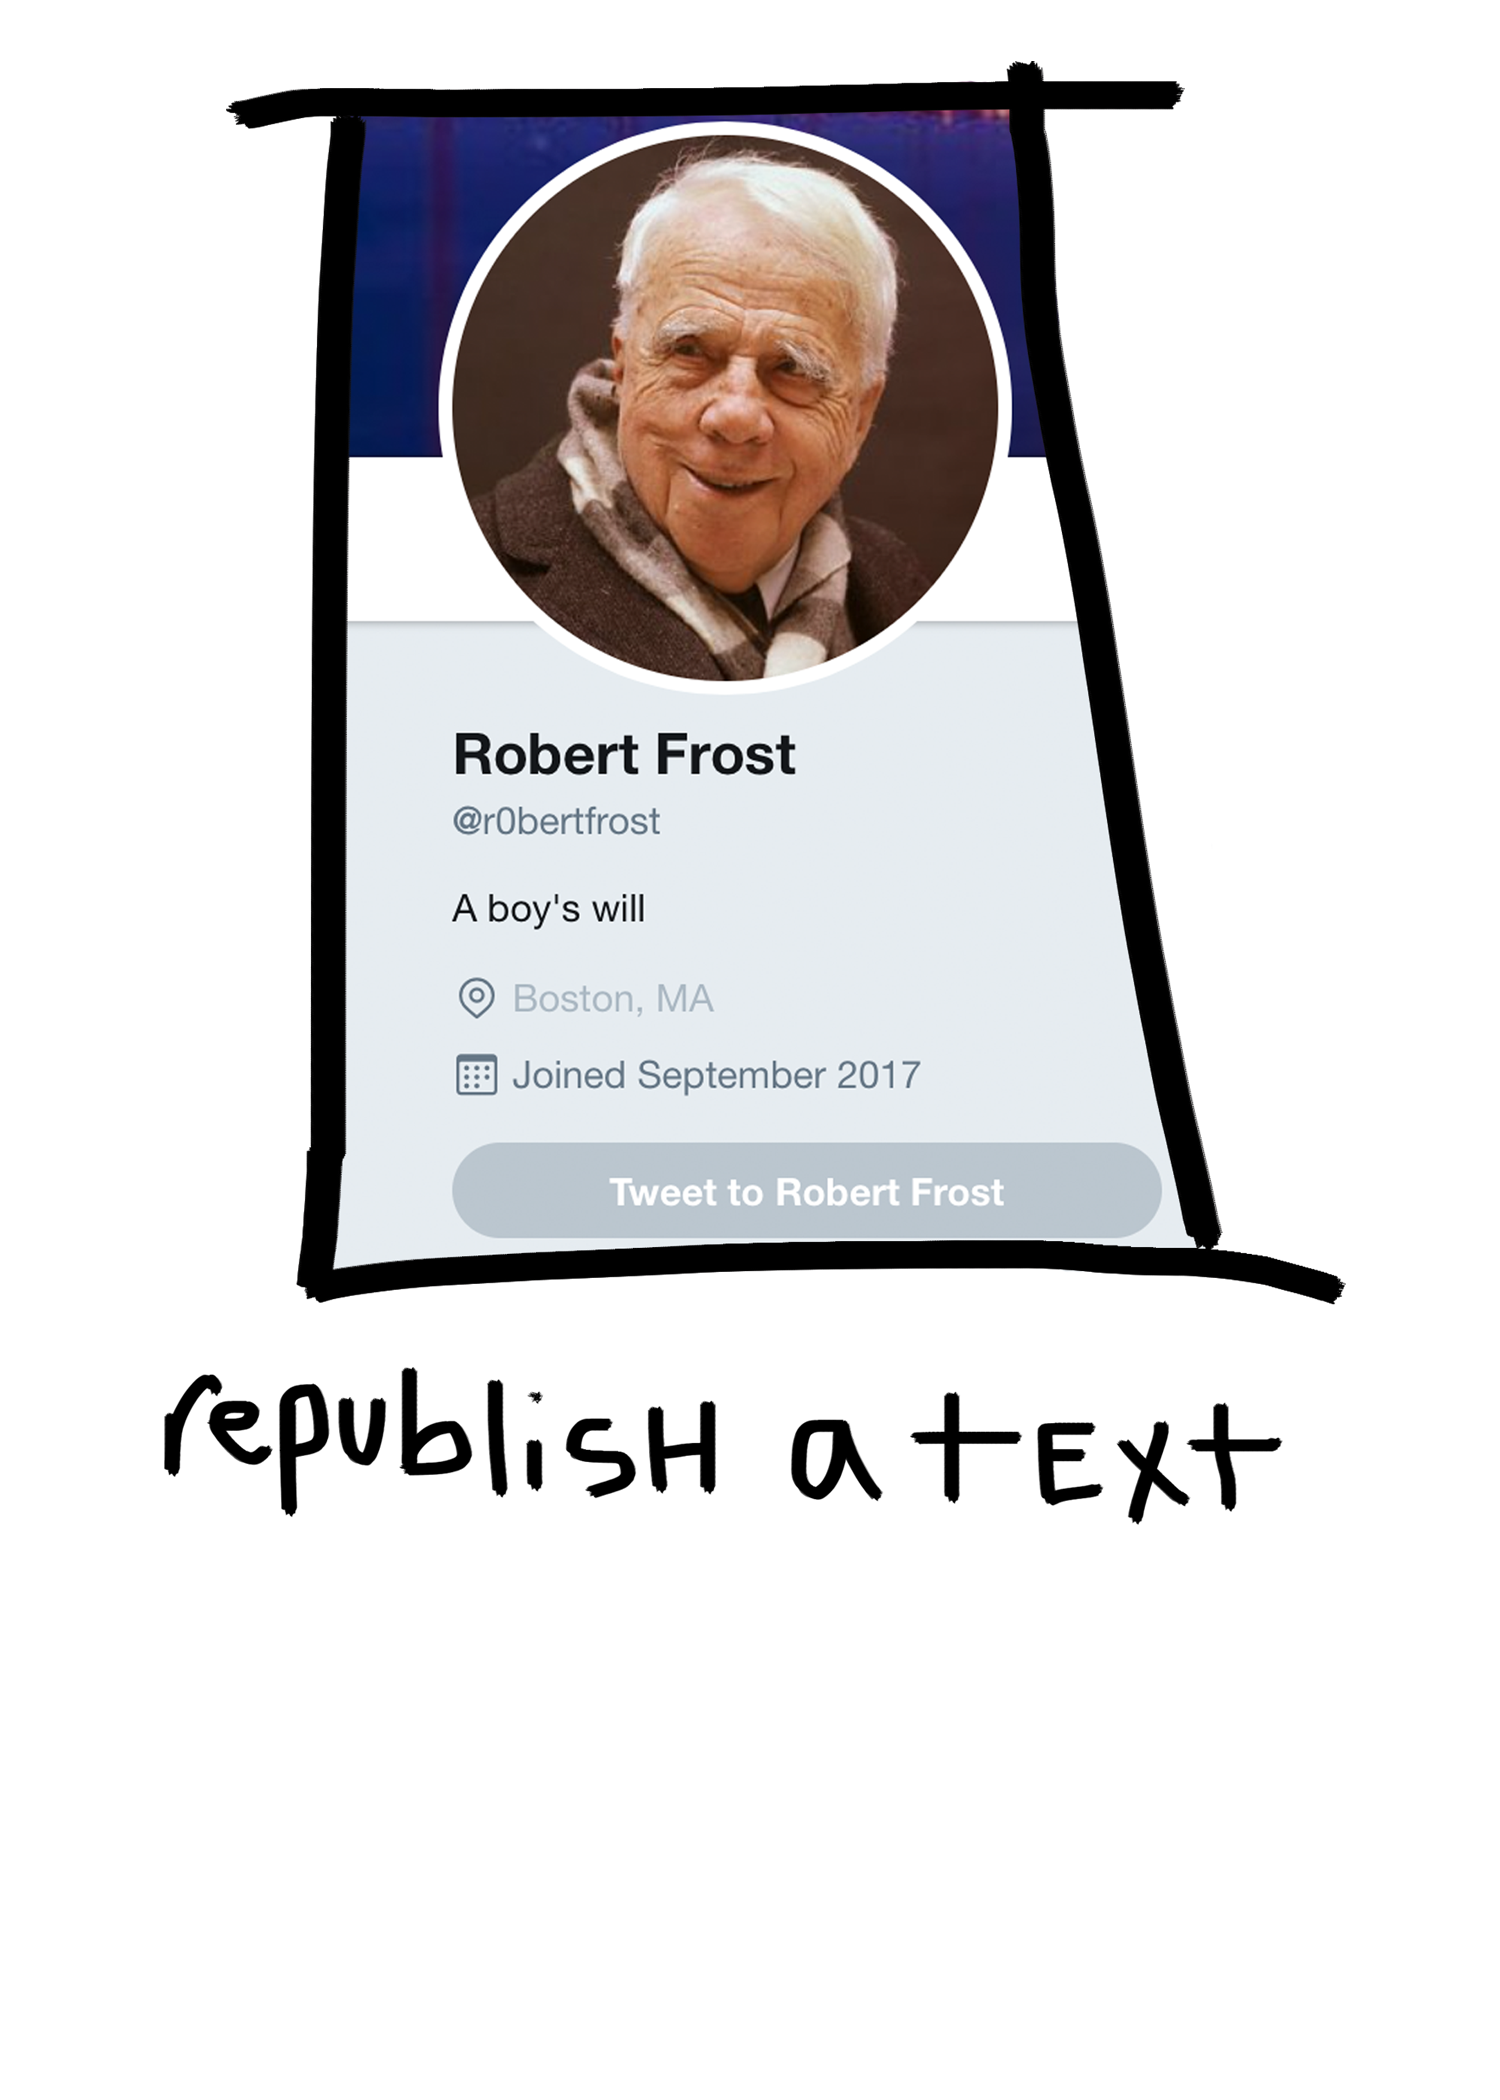 Robert Frost
@r0bertfrost
A boy's will
Boston, MA
Joined September 2017
Tweet to Robert Frost
republisH a tExt